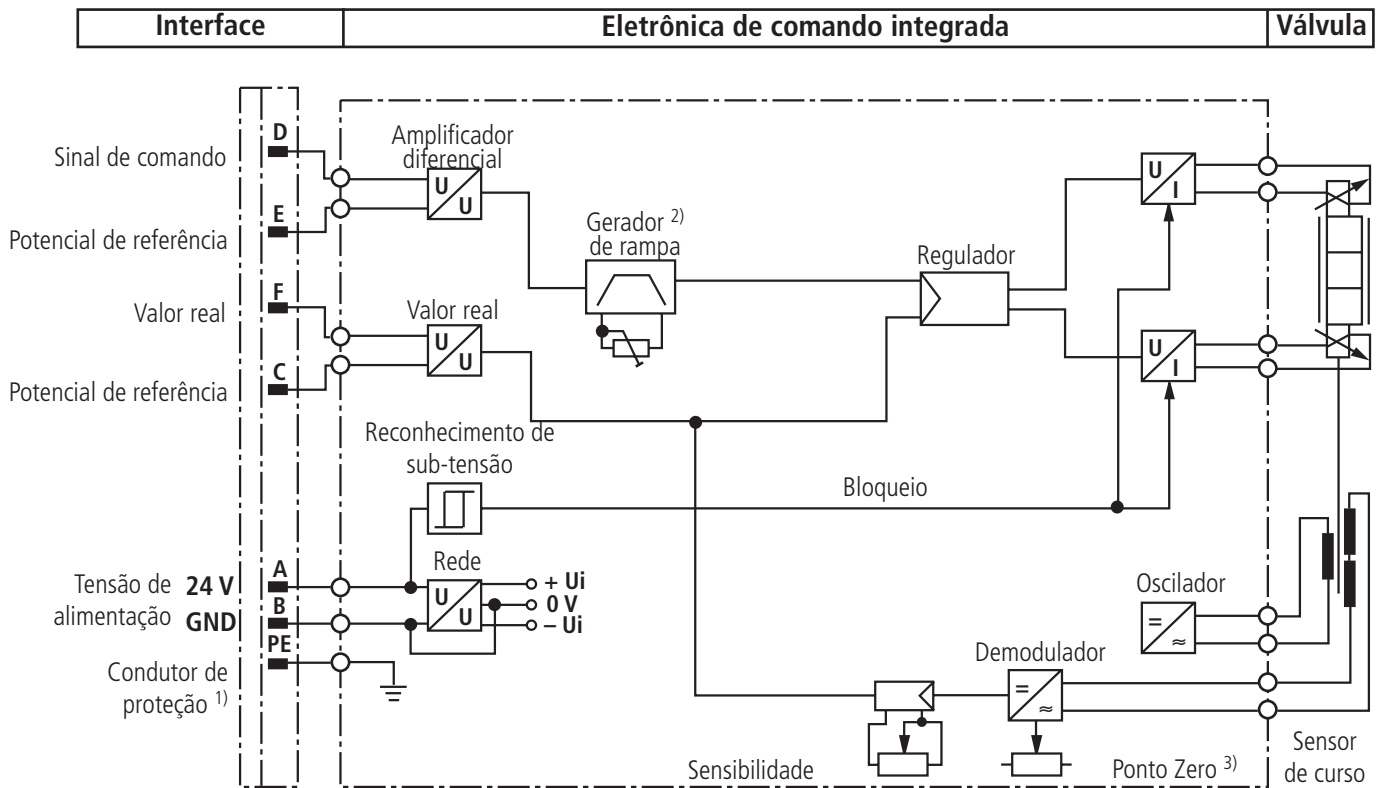 Interface
Eletrônica de comando integrada
Válvula
D
Sinal de comando
Amplificador
diferencial
U
U
E
Potencial de referência
Gerador 2)
de rampa
Regulador
U
I
F
Valor real
Valor real
U
U
C
Potencial de referência
U
I
Reconhecimento de
sub-tensão
Bloqueio
A
Tensão de 24 V
alimentação GND
B
PE
Rede
U
U
+ Ui
0 V
– Ui
Condutor de
proteção 1)
Oscilador
=
≈
Demodulador
=
≈
Sensibilidade
Ponto Zero 3)
Sensor
de curso